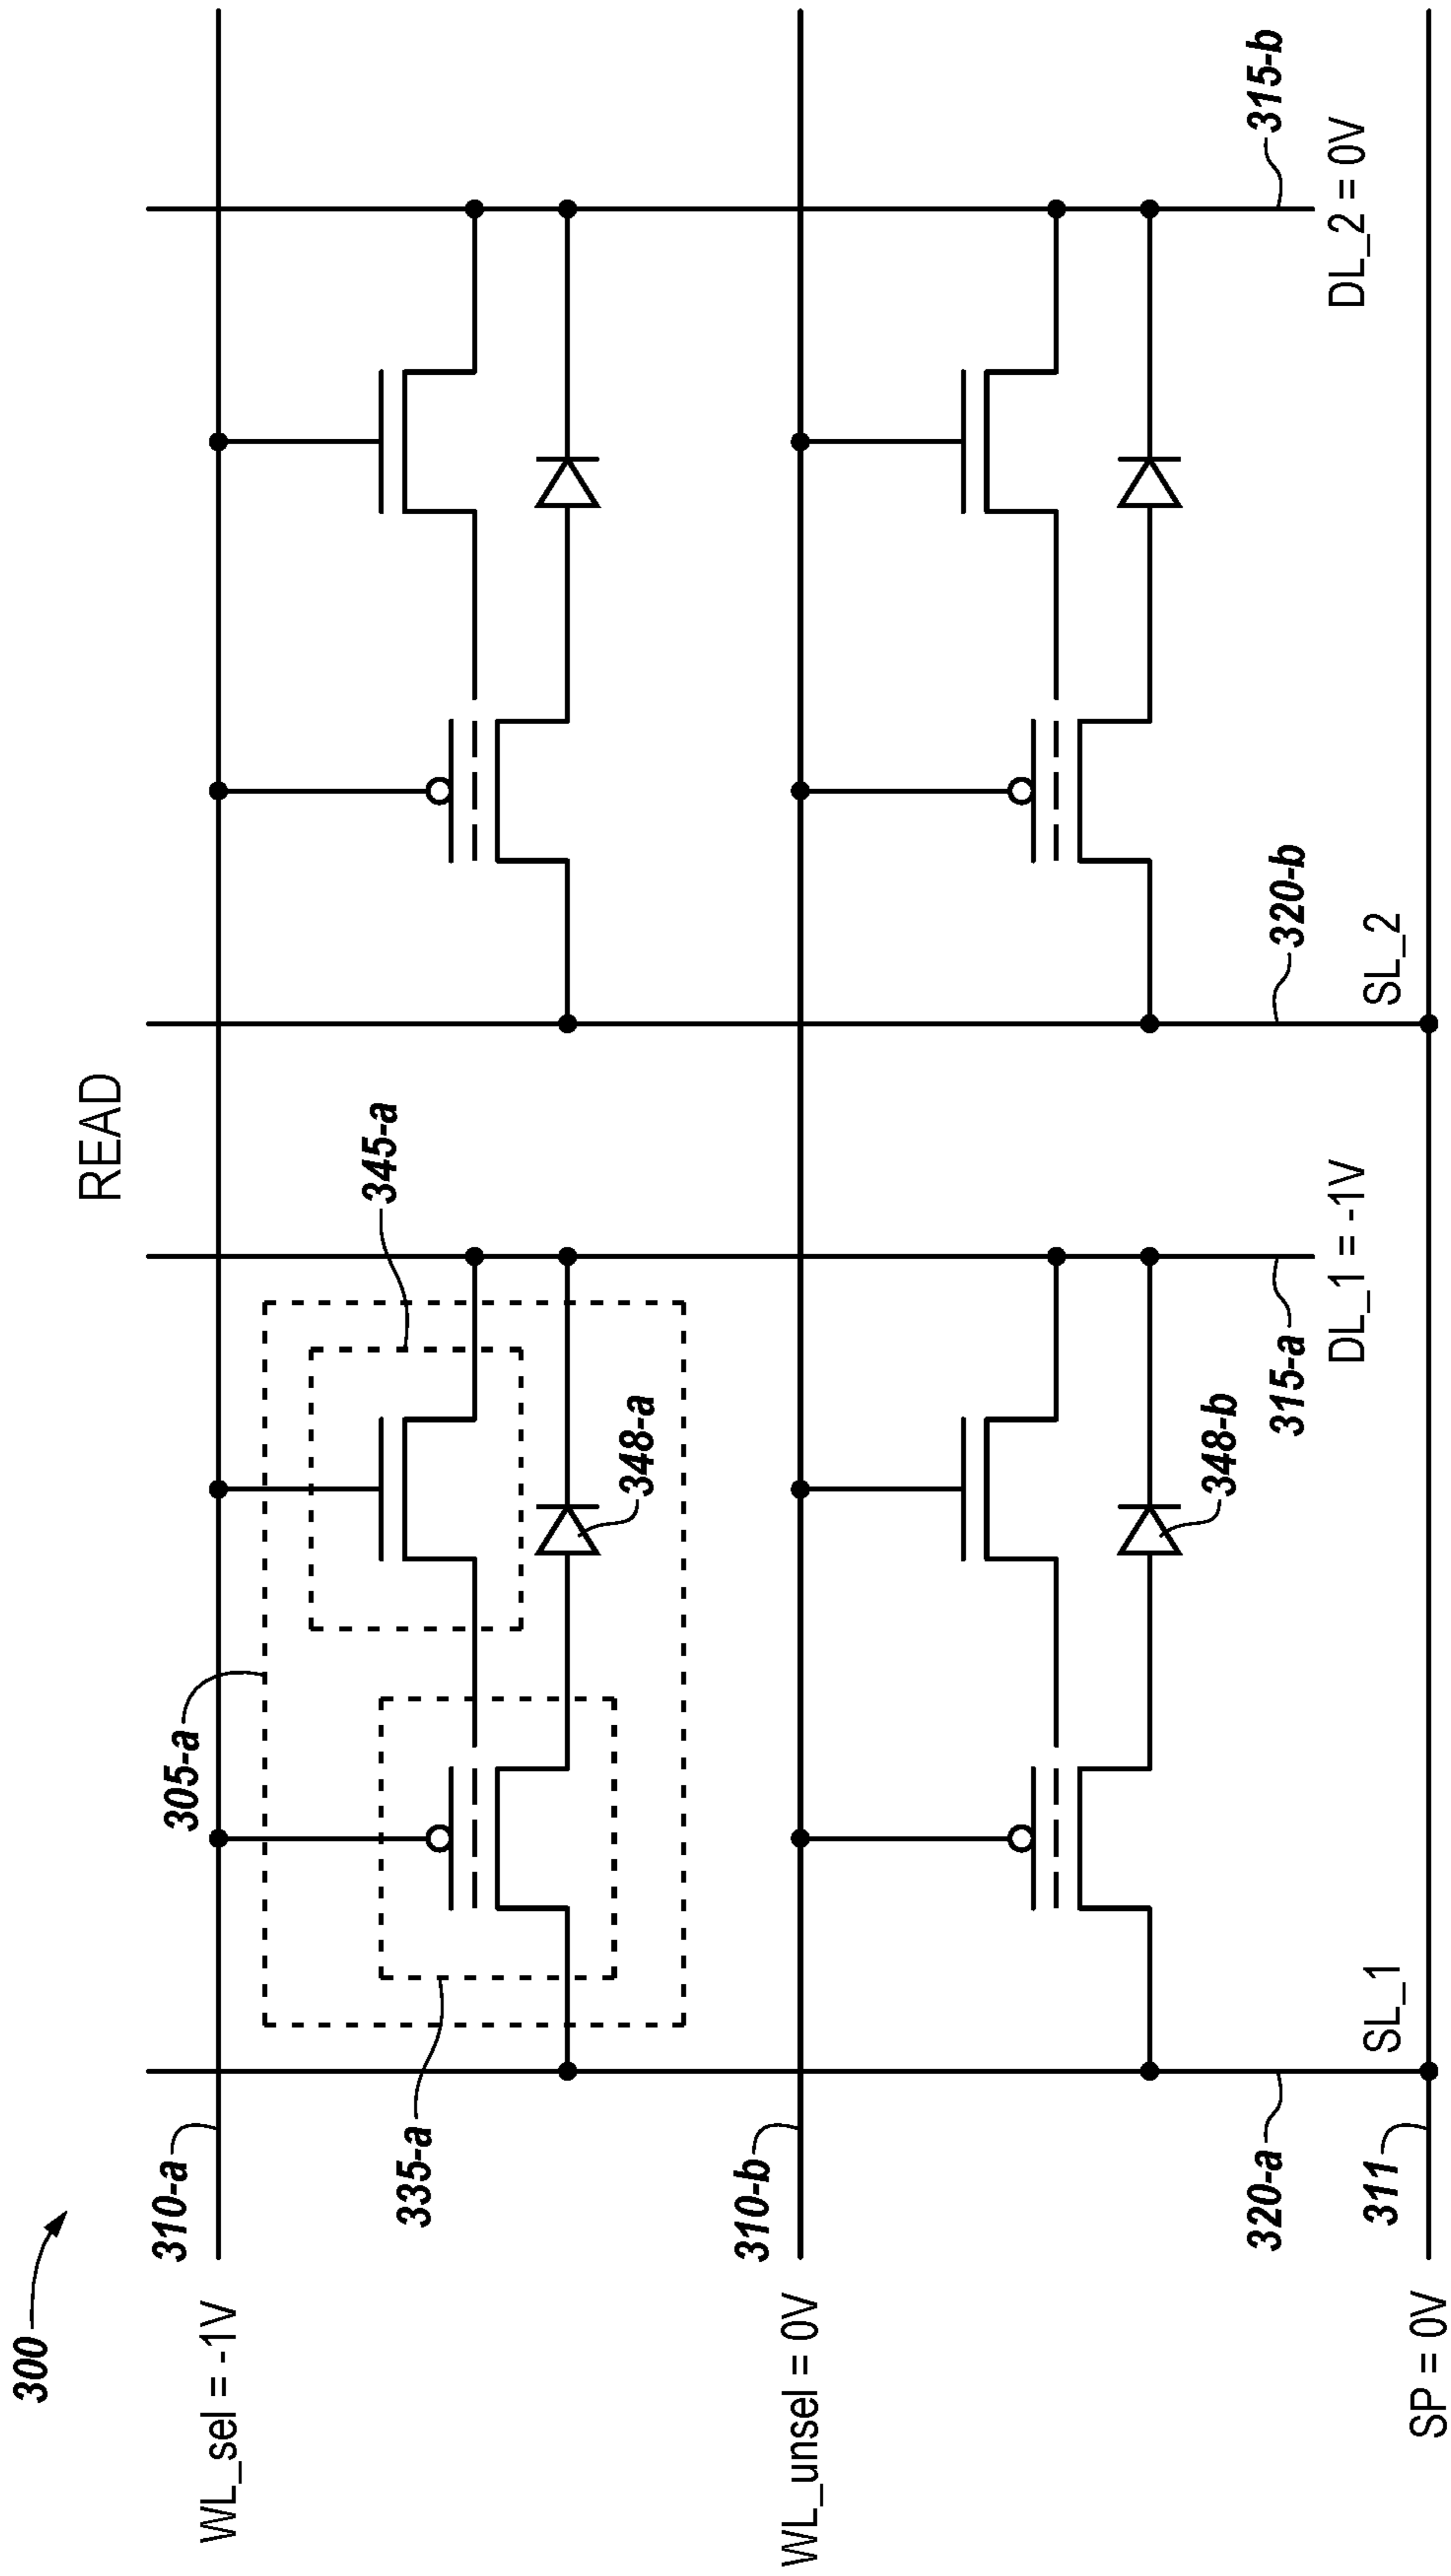 300
READ
WL_sel = -1V
310-a
305-a
335-a
345-a
348-a
WL_unsel = 0V
310-b
348-b
320-a
SL_1
315-a
DL_1 = -1V
320-b
SL_2
315-b
DL_2 = 0V
SP = 0V
311